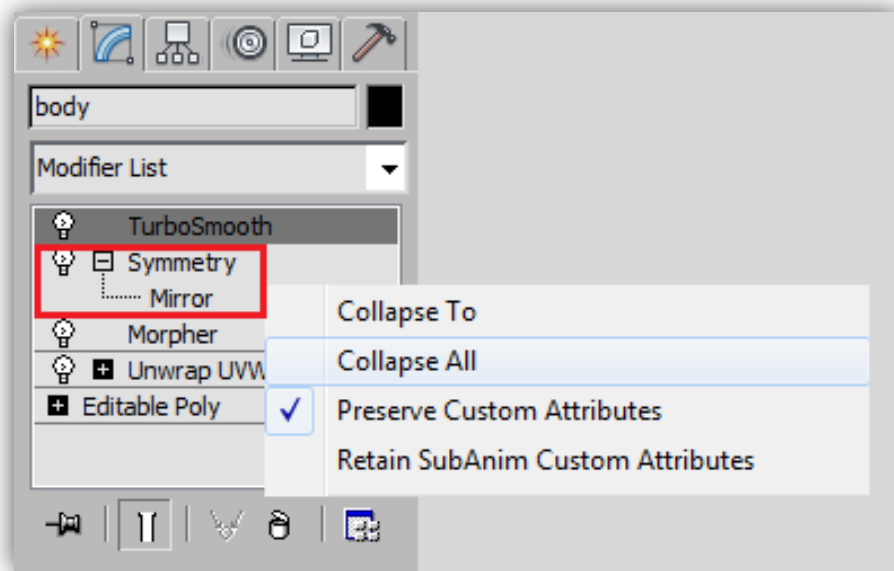 body
Modifier List
TurboSmooth
Symmetry
Mirror
Morpher
Unwrap UVW
Editable Poly
Collapse To
Collapse All
Preserve Custom Attributes
Retain SubAnim Custom Attributes